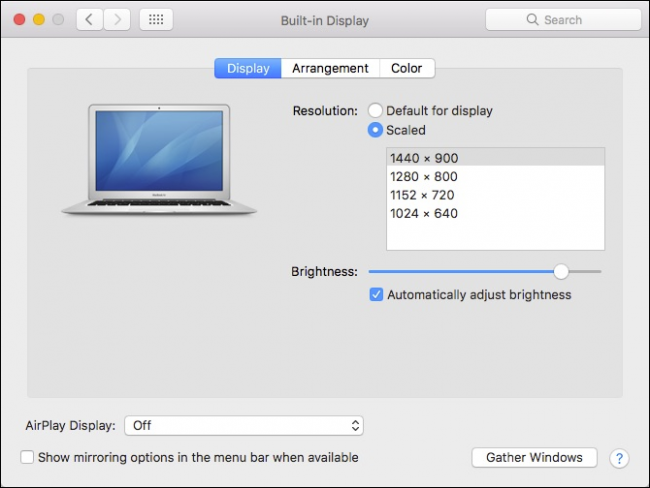 Built-in Display
Search
Display Arrangement Color
Resolution: Default for display
Scaled
1440 × 900
1280 × 800
1152 × 720
1024 × 640
Brightness:
Automatically adjust brightness
AirPlay Display: Off
Show mirroring options in the menu bar when available
Gather Windows ?